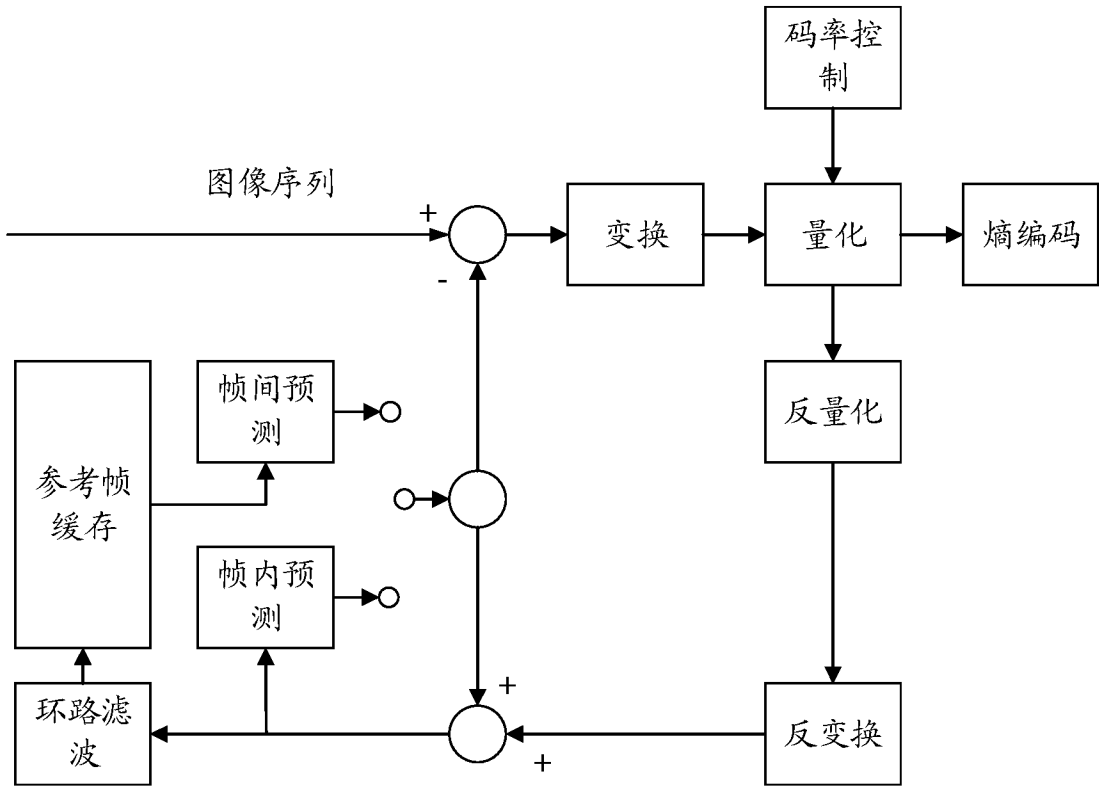 码率控
制
图像序列
+
-
变换
量化
熵编码
帧间预
测
反量化
参考帧
缓存
帧内预
测
+
+
环路滤
波
反变换